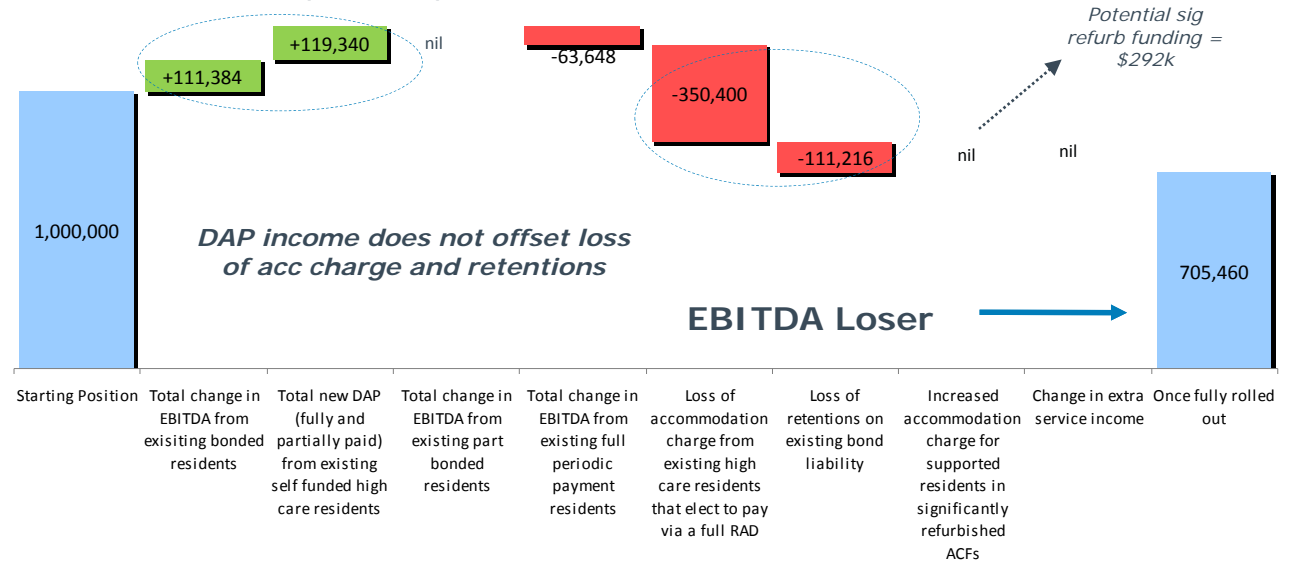 Potential sig
refurb funding =
$292k
+119,340
nil
-63,648
+111,384
-350,400
-111,216
nil
nil
1,000,000
DAP income does not offset loss
of acc charge and retentions
705,460
EBITDA Loser
Starting Position
Total change in
EBITDA from
exisiting bonded
residents
Total new DAP
(fully and
partially paid)
from existing
self funded high
care residents
Total change in
EBITDA from
existing part
bonded
residents
Total change in
EBITDA from
existing full
periodic
payment
residents
Loss of
accommodation
charge from
existing high
care residents
that elect to pay
via a full RAD
Loss of
retentions on
existing bond
liability
Increased
accommodation
charge for
supported
residents in
significantly
refurbished
ACFs
Change in extra
service income
Once fully rolled
out